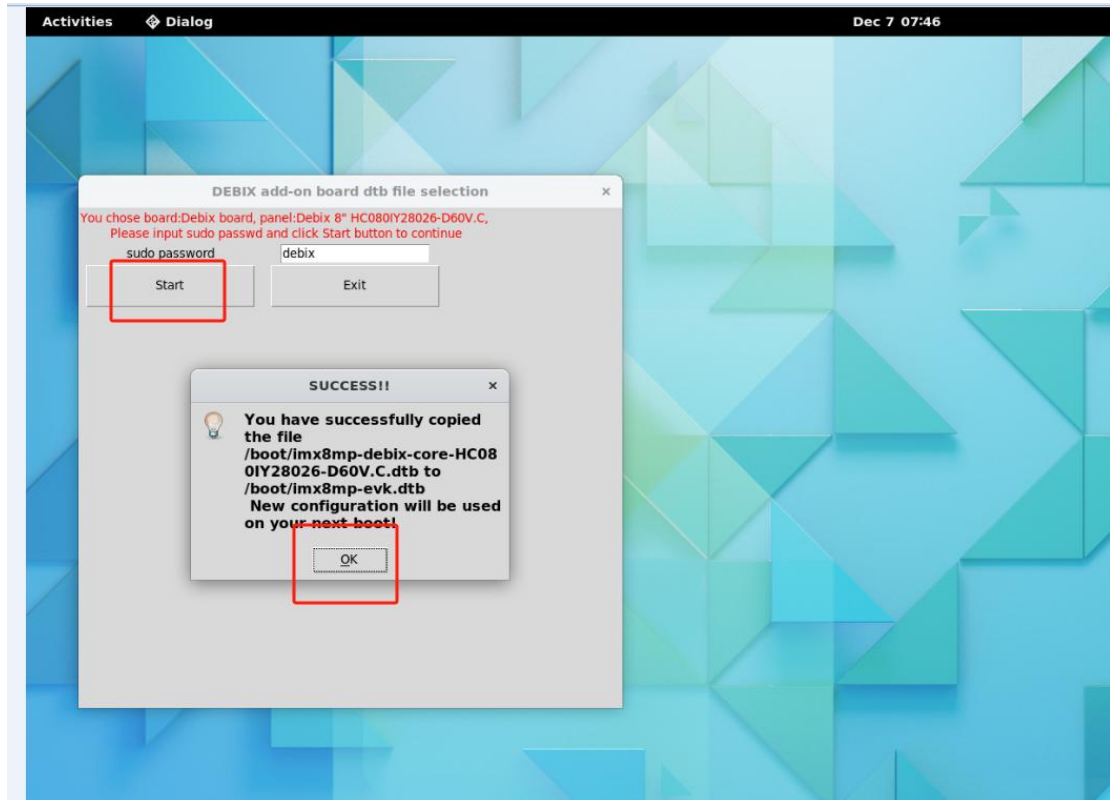 Activities Dialog Dec 7 07:46
DEBIX add-on board dtb file selection ×
You chose board:Debix board, panel:Debix 8" HC080IY28026-D60V.C,
Please input sudo passwd and click Start button to continue
sudo password debix
Start Exit
SUCCESS!! ×
You have successfully copied
the file
/boot/imx8mp-debix-core-HC08
0IY28026-D60V.C.dtb to
/boot/imx8mp-evk.dtb
New configuration will be used
on your next boot!
OK